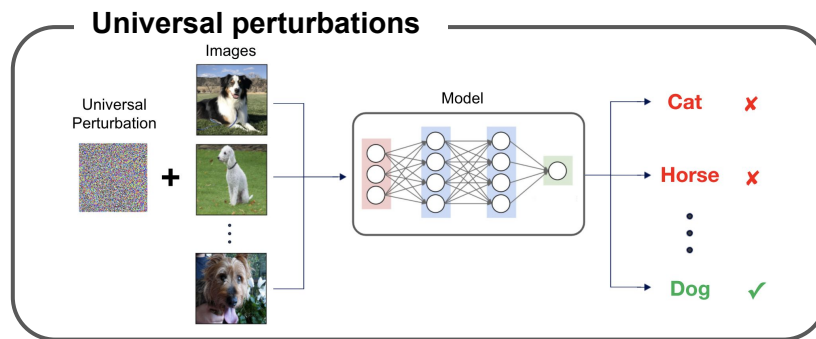 Universal perturbations
Images
Universal
Perturbation
+
Model
Cat ✘
Horse ✘
Dog ✓